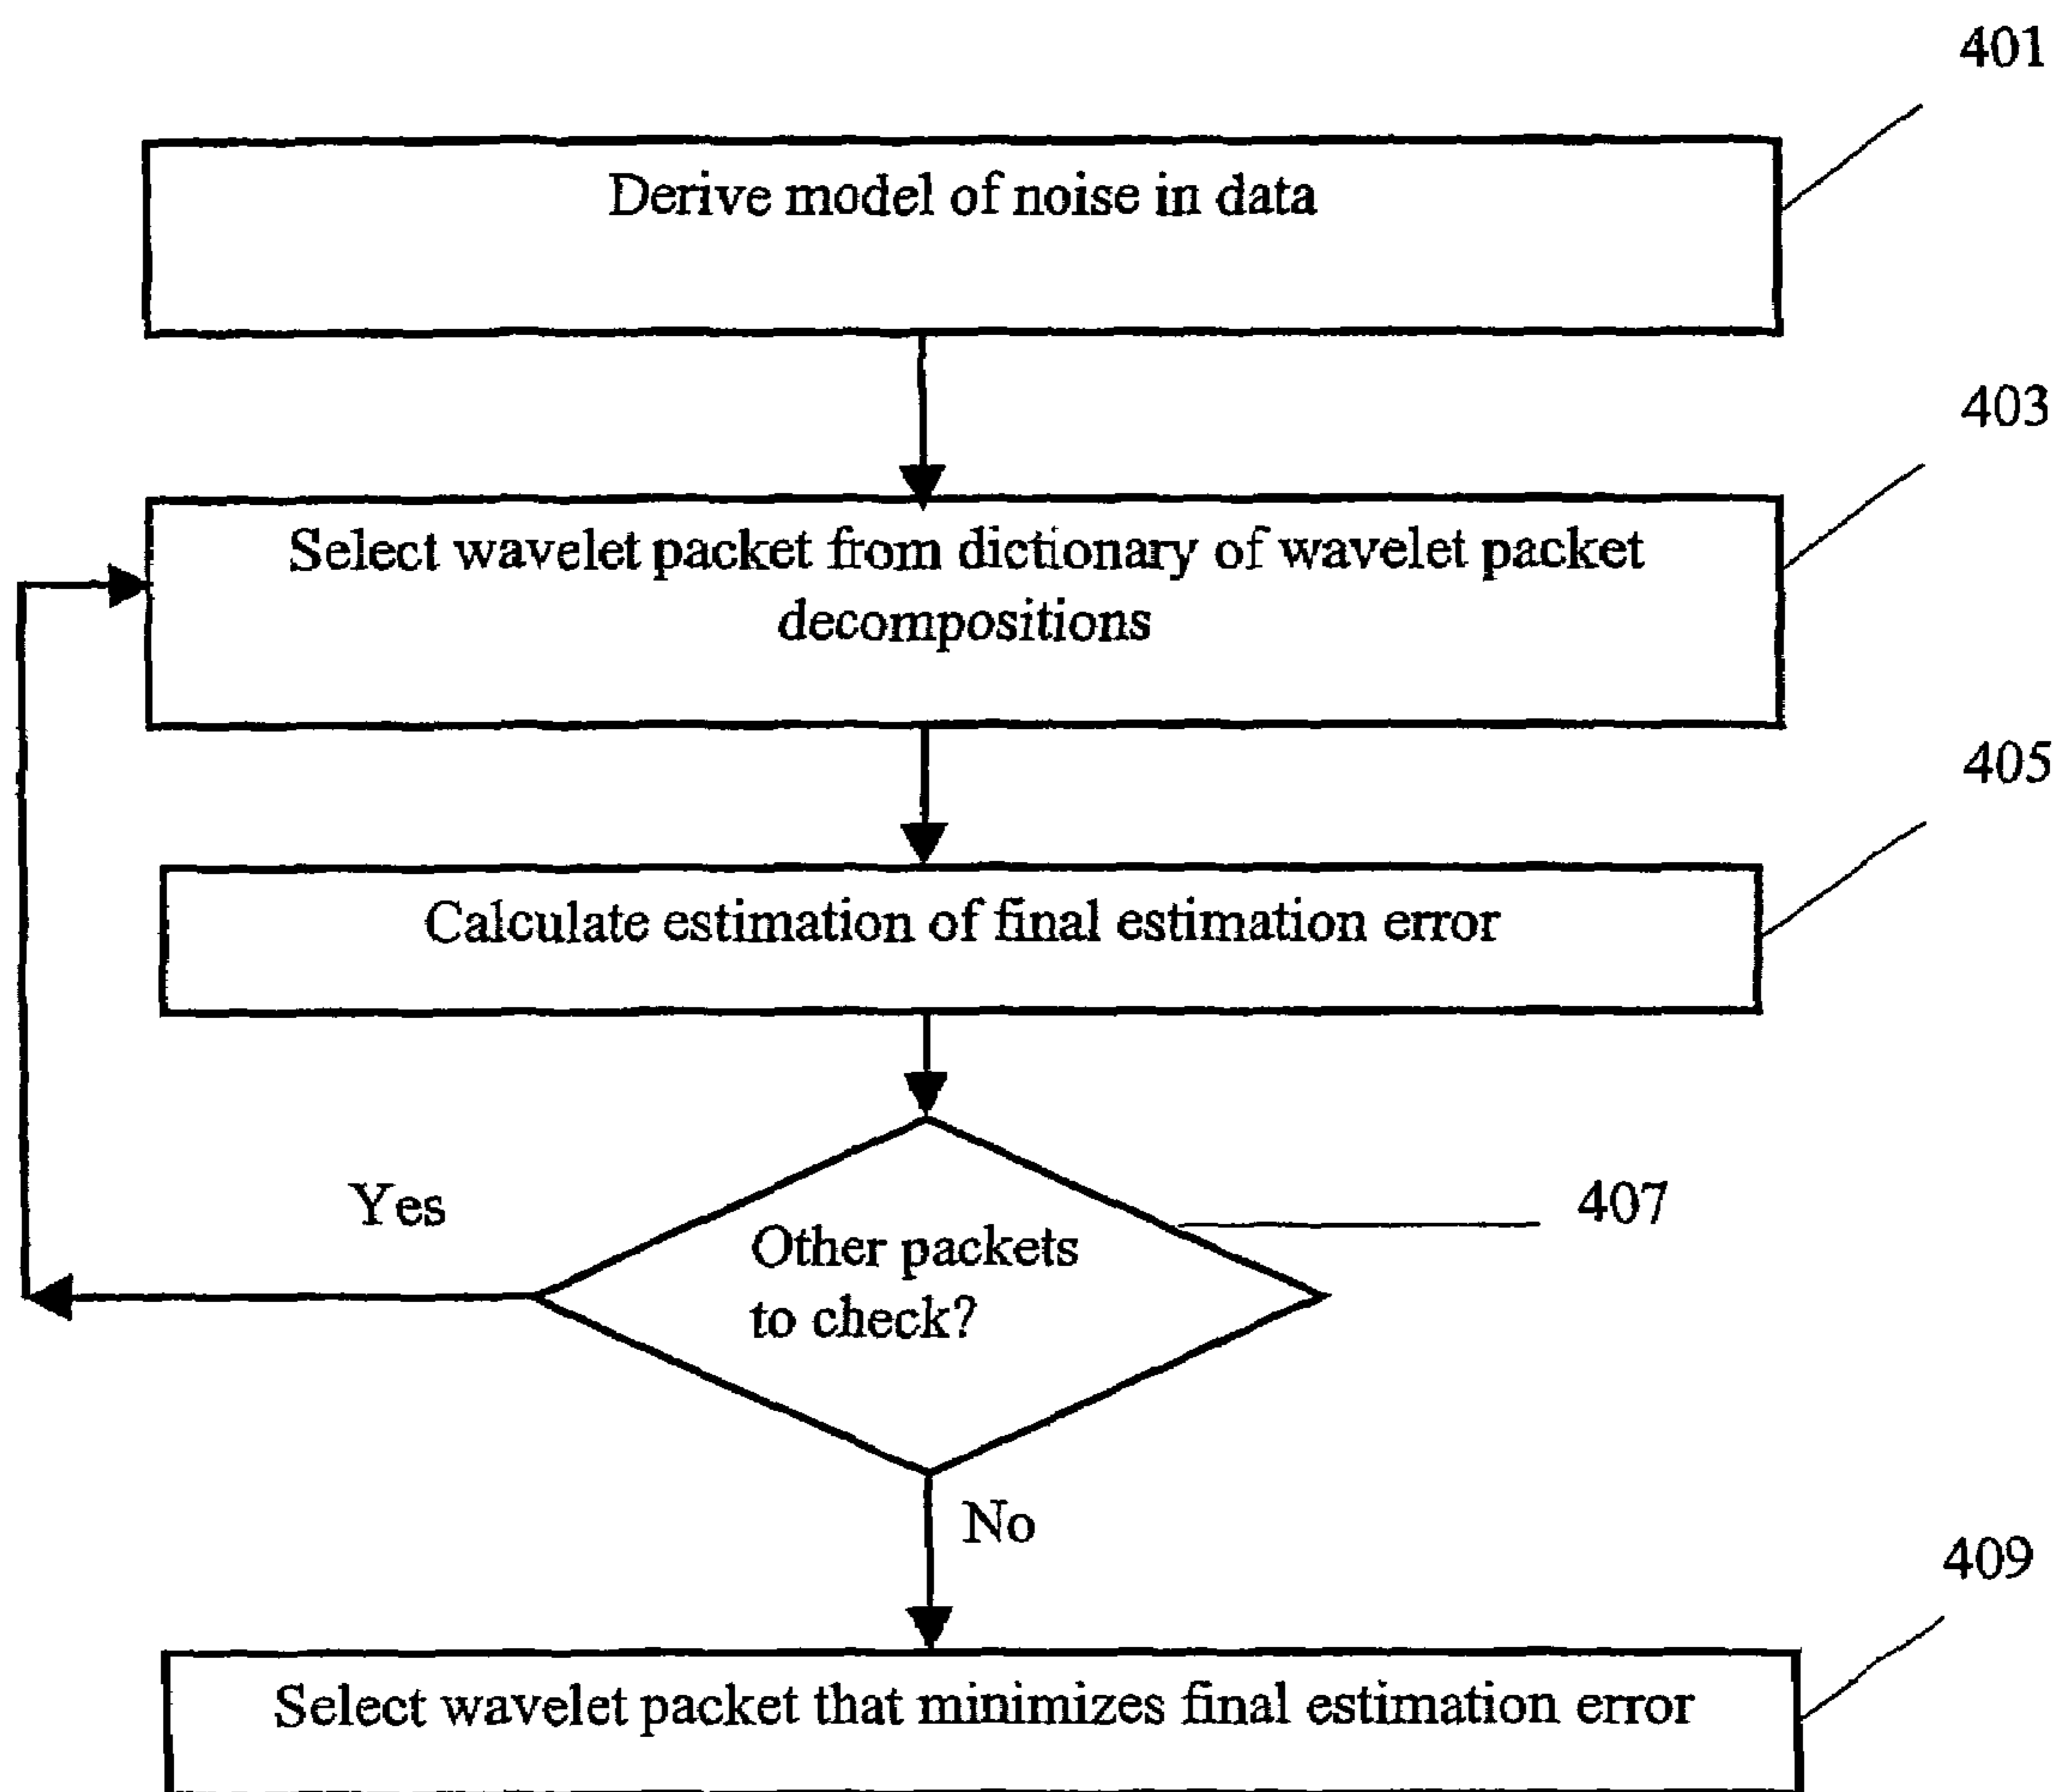 401
Derive model of noise in data
403
Select wavelet packet from dictionary of wavelet packet
decompositions
405
Calculate estimation of final estimation error
Yes
407
Other packets
to check?
No
409
Select wavelet packet that minimizes final estimation error